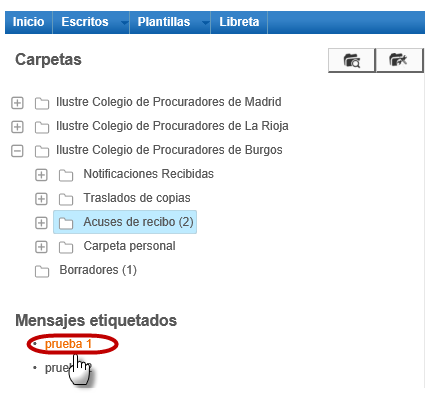 Inicio Escritos Plantillas Libreta
Carpetas
Ilustre Colegio de Procuradores de Madrid
Ilustre Colegio de Procuradores de La Rioja
Ilustre Colegio de Procuradores de Burgos
Notificaciones Recibidas
Traslados de copias
Acuses de recibo (2)
Carpeta personal
Borradores (1)
Mensajes etiquetados
• prueba 1